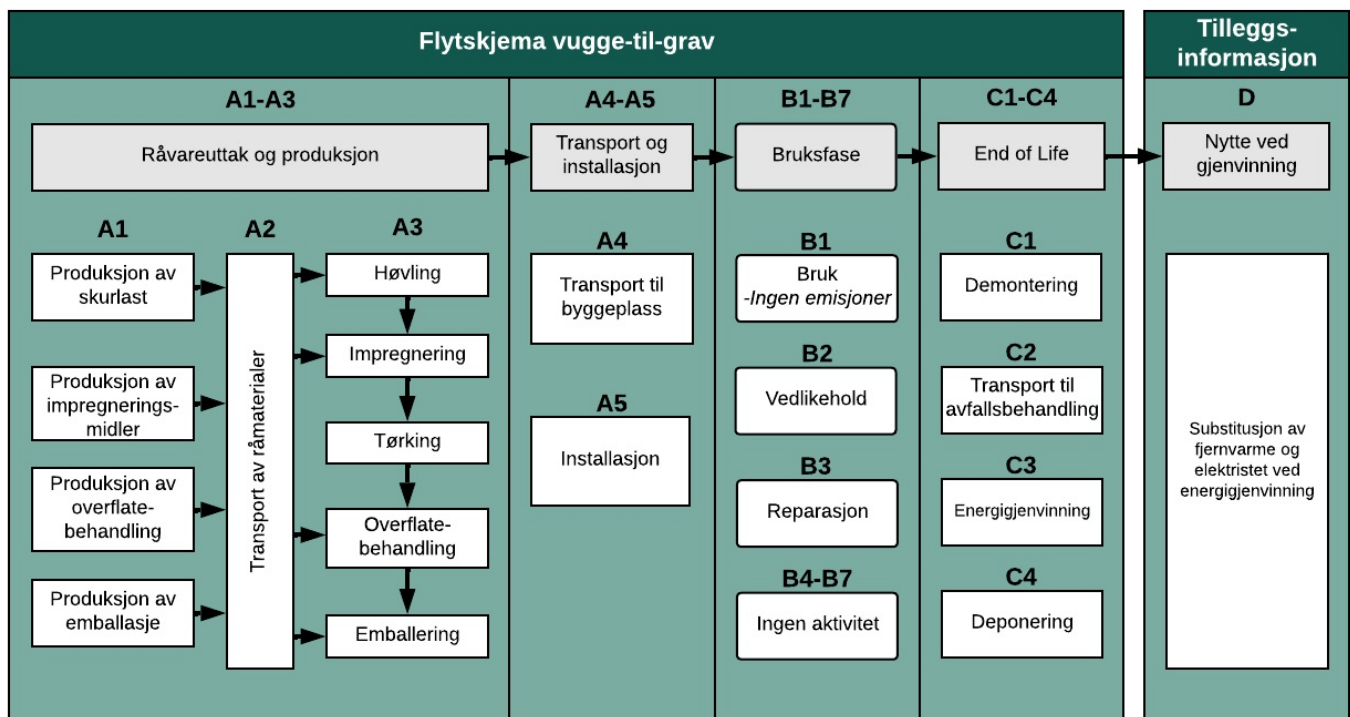 Flytskjema vugge-til-grav
Tilleggs-
informasjon
A1-A3
Råvareuttak og produksjon
A4-A5
Transport og
installasjon
B1-B7
Bruksfase
C1-C4
End of Life
D
Nytte ved
gjenvinning
A1
Produksjon av
skurlast
Produksjon av
impregnerings-
midler
Produksjon av
overflate-
behandling
Produksjon av
emballasje
A2
Transport av råmaterialer
A3
Høvling
Impregnering
Tørking
Overflate-
behandling
Emballering
A4
Transport til
byggeplass
A5
Installasjon
B1
Bruk
-Ingen emisjoner
B2
Vedlikehold
B3
Reparasjon
B4-B7
Ingen aktivitet
C1
Demontering
C2
Transport til
avfallsbehandling
C3
Energigjenvinning
C4
Deponering
Substitusjon av
fjernvarme og
elektristet ved
energigjenvinning